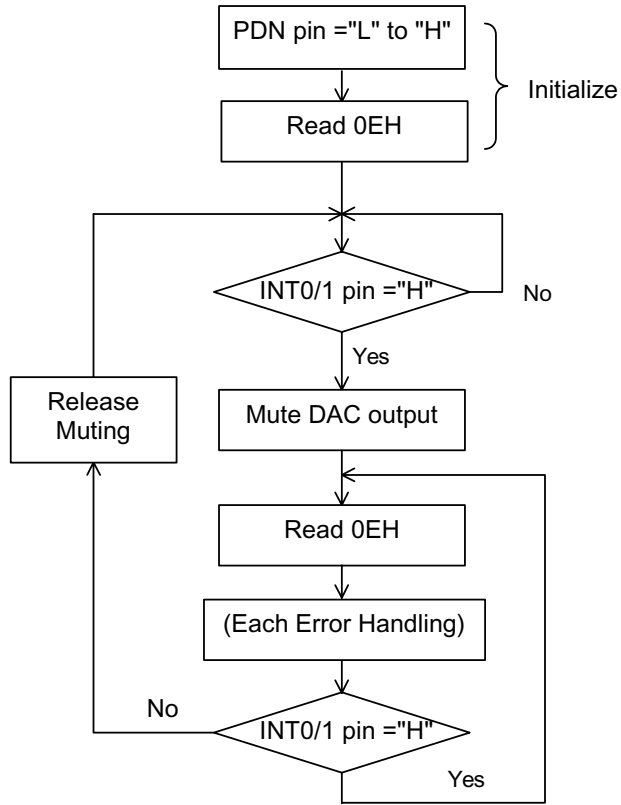 PDN pin ="L" to "H"
Initialize
Read 0EH
INT0/1 pin ="H"
No
Yes
Release
Muting
Mute DAC output
Read 0EH
(Each Error Handling)
No
INT0/1 pin ="H"
Yes